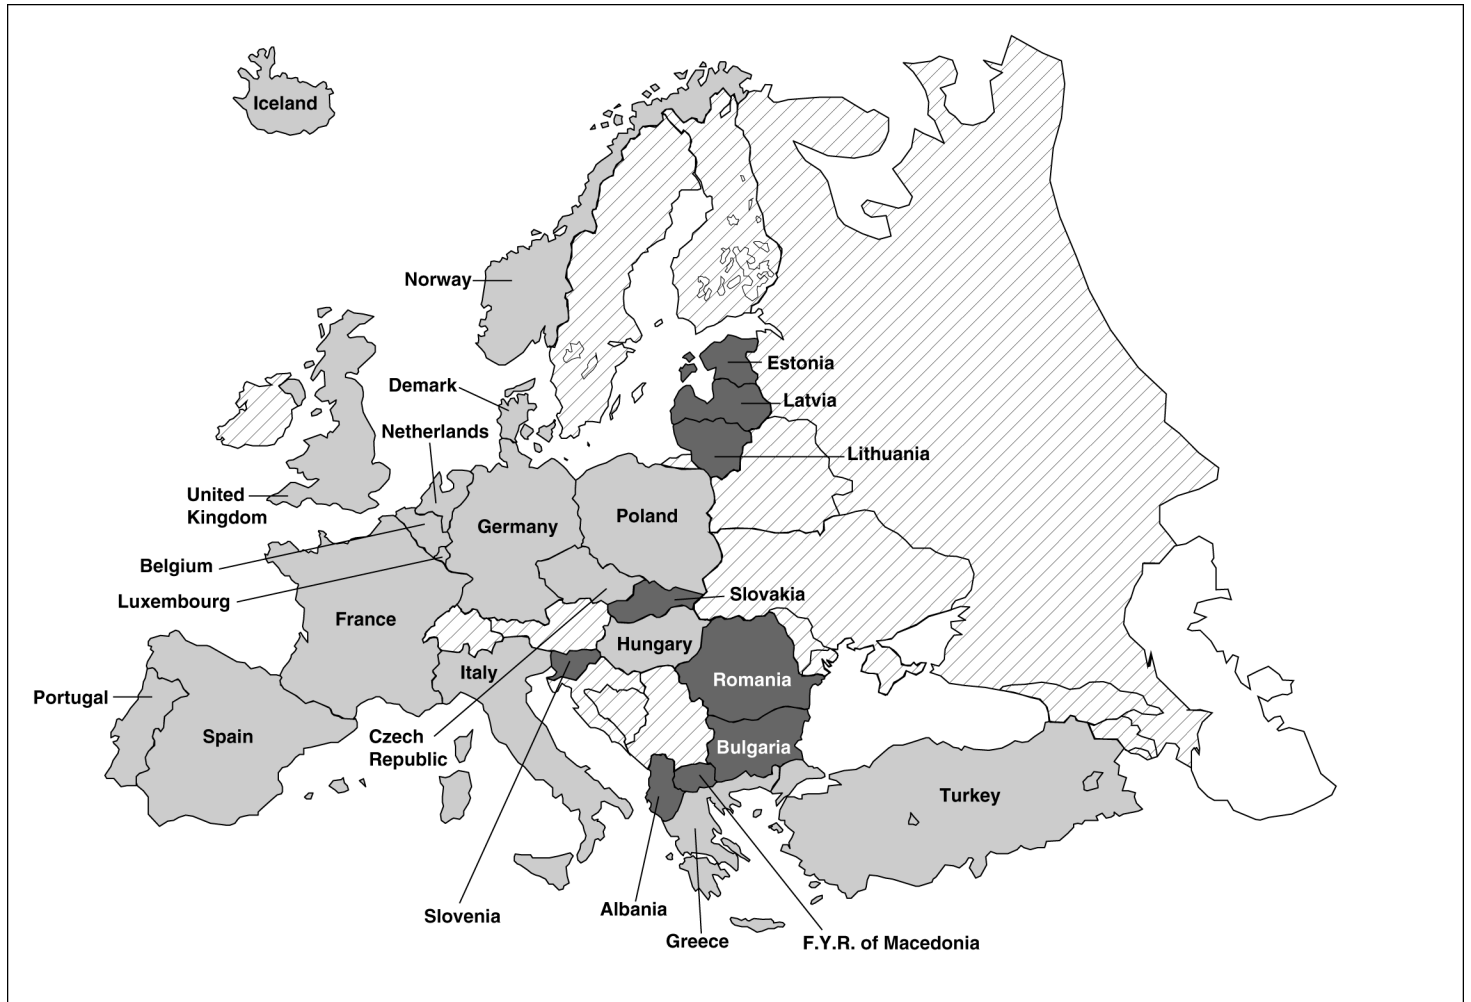 Iceland
Norway
Estonia
Demark
Latvia
Netherlands
Lithuania
United
Kingdom
Germany
Poland
Belgium
Slovakia
Luxembourg
France
Hungary
Italy
Romania
Portugal
Spain
Czech
Republic
Bulgaria
Turkey
Slovenia
Albania
Greece
F.Y.R. of Macedonia